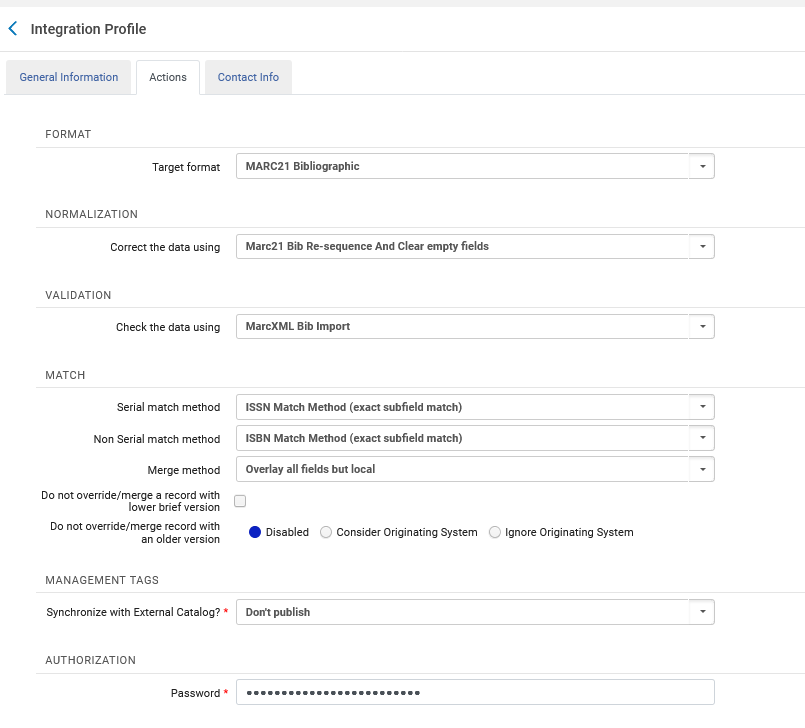 Integration Profile
General Information
Actions
Contact Info
FORMAT
Target format
MARC21 Bibliographic
NORMALIZATION
Correct the data using
Marc21 Bib Re-sequence And Clear empty fields
VALIDATION
Check the data using
MarcXML Bib Import
MATCH
Serial match method
ISSN Match Method (exact subfield match)
Non Serial match method
ISBN Match Method (exact subfield match)
Merge method
Overlay all fields but local
Do not override/merge a record with
lower brief version
Do not override/merge record with
an older version
Disabled
Consider Originating System
Ignore Originating System
MANAGEMENT TAGS
Synchronize with External Catalog? *
Don't publish
AUTHORIZATION
Password *
•••••••••••••••••••••••••